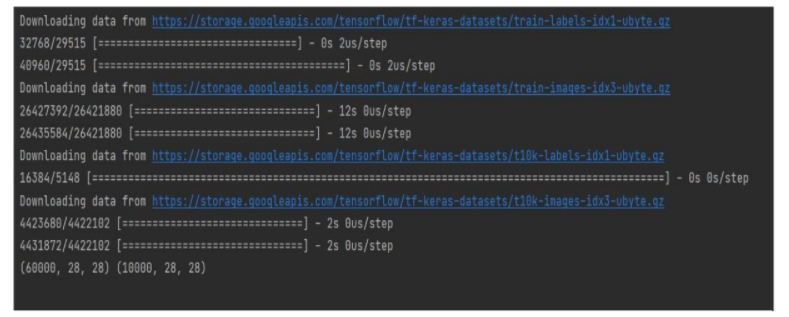 Downloading data from https://storage.googleapis.com/tensorflow/tf-keras-datasets/train-labels-idx1-ubyte.gz
32768/29515 [=================================] - 0s 2us/step
40960/29515 [=========================================] - 0s 2us/step
Downloading data from https://storage.googleapis.com/tensorflow/tf-keras-datasets/train-images-idx3-ubyte.gz
26427392/26421880 [==============================] - 12s 0us/step
26435584/26421880 [==============================] - 12s 0us/step
Downloading data from https://storage.googleapis.com/tensorflow/tf-keras-datasets/t10k-labels-idx1-ubyte.gz
16384/5148 [===============================================================================================] - 0s 0s/step
Downloading data from https://storage.googleapis.com/tensorflow/tf-keras-datasets/t10k-images-idx3-ubyte.gz
4423680/4422102 [==============================] - 2s 0us/step
4431872/4422102 [==============================] - 2s 0us/step
(60000, 28, 28) (10000, 28, 28)